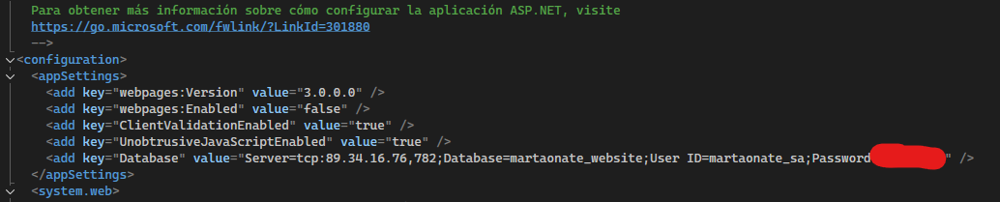 Para obtener más información sobre cómo configurar la aplicación ASP.NET, visite
https://go.microsoft.com/fwlink/?LinkId=301880
-->
<configuration>
<appSettings>
<add key="webpages:Version" value="3.0.0.0" />
<add key="webpages:Enabled" value="false" />
<add key="ClientValidationEnabled" value="true" />
<add key="UnobtrusiveJavaScriptEnabled" value="true" />
<add key="Database" value="Server=tcp:89.34.16.76,782;Database=martaonate_website;User ID=martaonate_sa;Password" />
</appSettings>
<system.web>